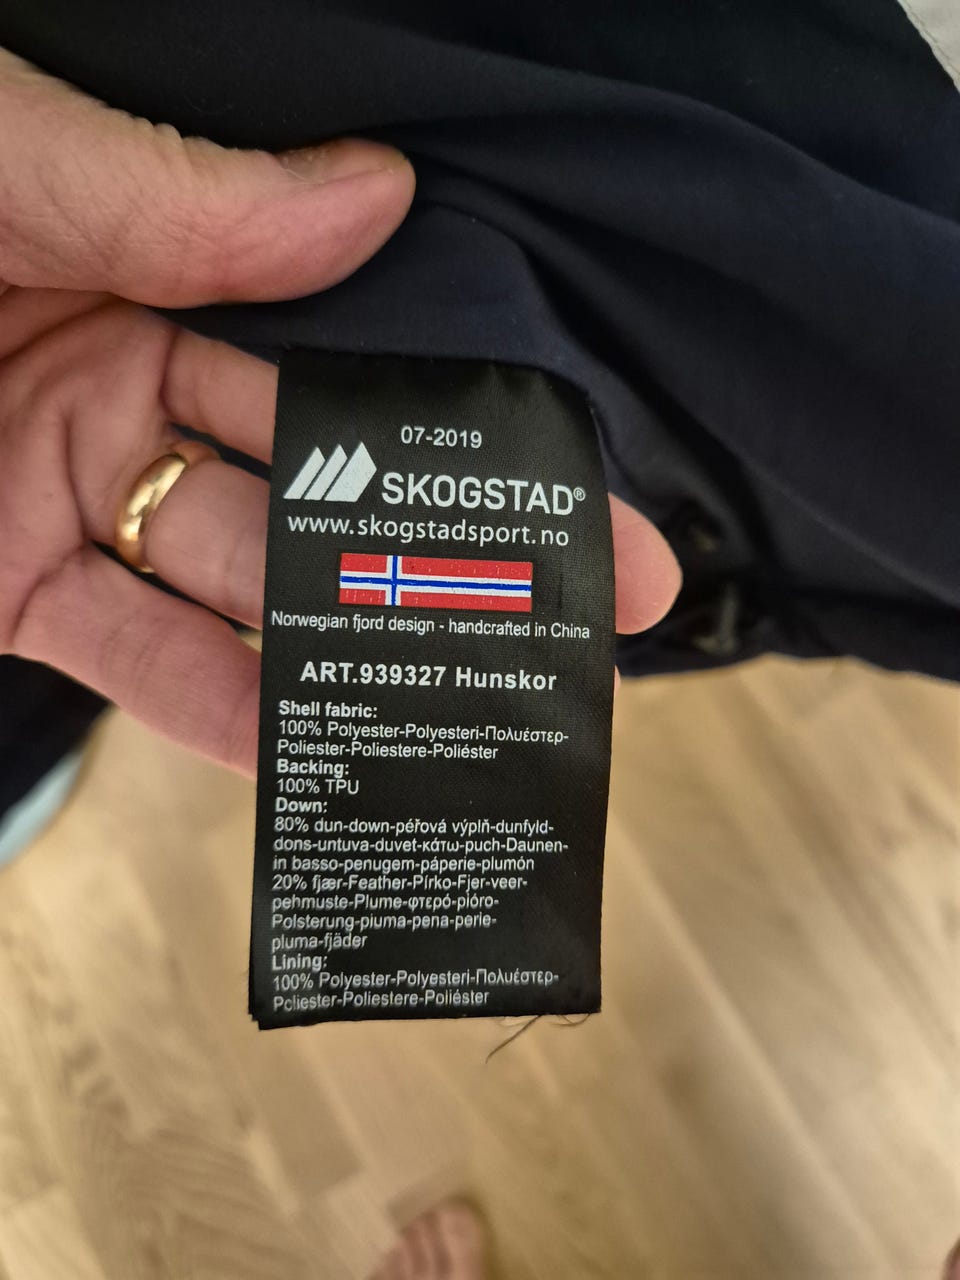 07-2019
SKOGSTAD®
www.skogstadsport.no
Norwegian fjord design - handcrafted in China
ART.939327 Hunskor
Shell fabric:
100% Polyester-Polyesteri-Πολυέστερ-
Poliester-Poliestere-Poliéster
Backing:
100% TPU
Down:
80% dun-down-péřová výplň-dunfyld-
dons-untuva-duvet-κάτω-puch-Daunen-
in basso-penugem-páperie-plumón
20% fjær-Feather-Pírko-Fjer-veer-
pehmuste-Plume-φτερό-pióro-
Polsterung-piuma-pena-perie-
pluma-fjäder
Lining:
100% Polyester-Polyesteri-Πολυέστερ-
Poliester-Poliestere-Poliéster